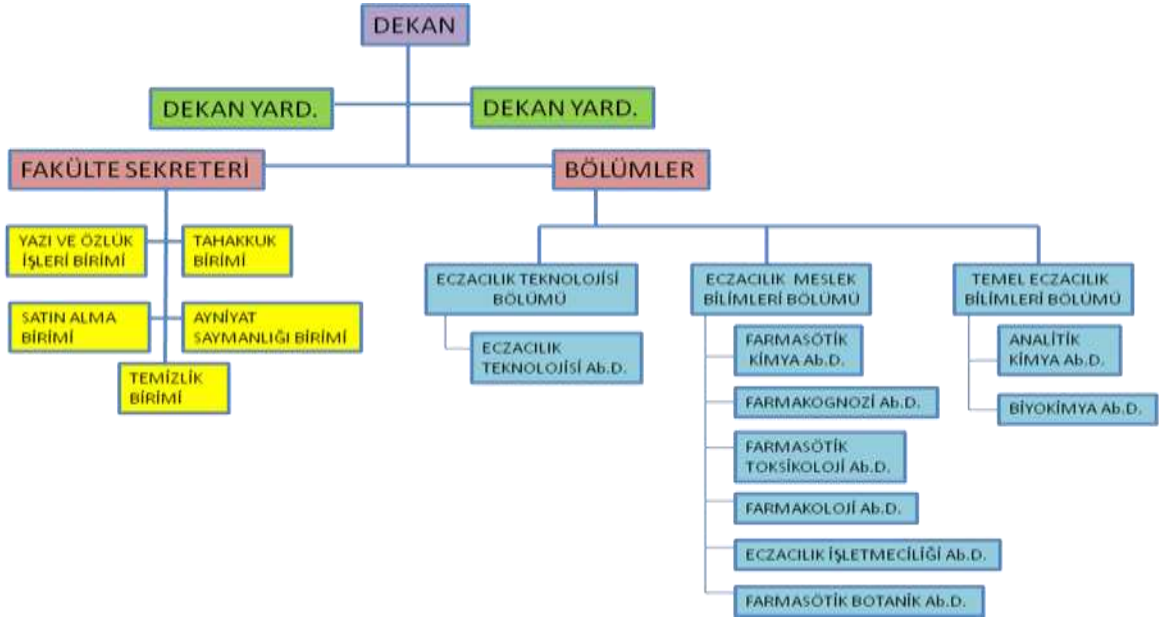 DEKAN
DEKAN YARD.
DEKAN YARD.
FAKÜLTE SEKRETERİ
BÖLÜMLER
YAZI VE ÖZLÜK
İŞLERİ BİRİMİ
TAHAKKUK
BİRİMİ
SATIN ALMA
BİRİMİ
AYNİYAT
SAYMANLIĞI BİRİMİ
TEMİZLİK
BİRİMİ
ECZACILIK TEKNOLOJİSİ
BÖLÜMÜ
ECZACILIK
TEKNOLOJİSİ Ab.D.
ECZACILIK MESLEK
BİLİMLERİ BÖLÜMÜ
FARMASÖTİK
KİMYA Ab.D.
FARMAKOGNOZİ Ab.D.
FARMASÖTİK
TOKSİKOLOJİ Ab.D.
FARMAKOLOJİ Ab.D.
ECZACILIK İŞLETMECİLİĞİ Ab.D.
FARMASÖTİK BOTANİK Ab.D.
TEMEL ECZACILIK
BİLİMLERİ BÖLÜMÜ
ANALİTİK
KİMYA Ab.D.
BİYOKİMYA Ab.D.